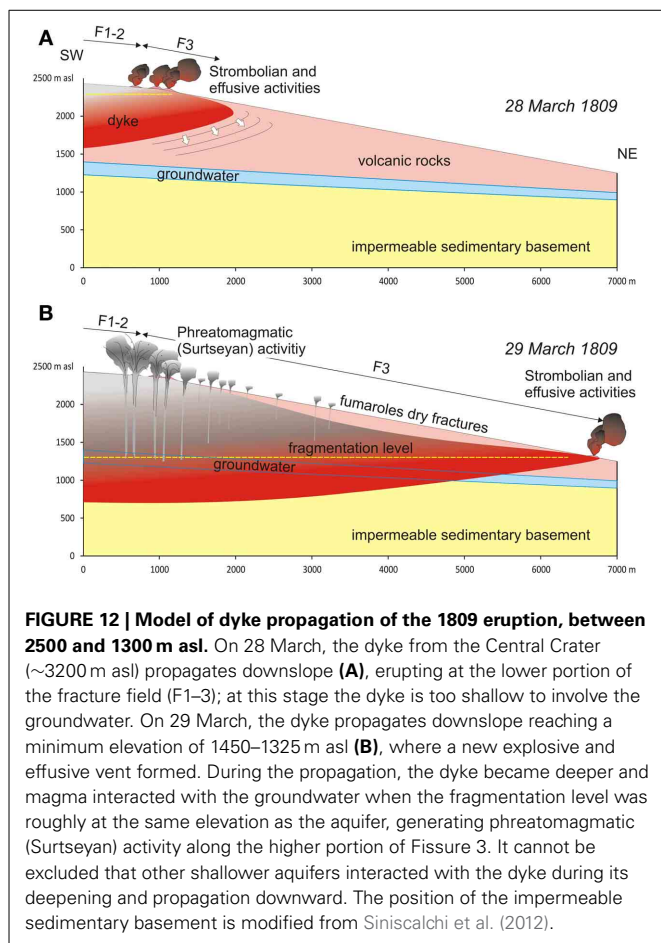 A
SW
F1-2
F3
Strombolian and
effusive activities
28 March 1809
2500 m asl
2000
1500
1000
500
0
dyke
volcanic rocks
NE
groundwater
impermeable sedimentary basement
0
1000
2000
3000
4000
5000
6000
7000 m
B
F1-2
Phreatomagmatic
(Surtseyan) activitiy
29 March 1809
F3
Strombolian and
effusive activities
2500 m asl
2000
1500
1000
500
0
fumaroles dry fractures
fragmentation level
groundwater
impermeable sedimentary basement
0
1000
2000
3000
4000
5000
6000
7000 m
FIGURE 12 | Model of dyke propagation of the 1809 eruption, between
2500 and 1300 m asl. On 28 March, the dyke from the Central Crater
(∼3200 m asl) propagates downslope (A), erupting at the lower portion of
the fracture field (F1–3); at this stage the dyke is too shallow to involve the
groundwater. On 29 March, the dyke propagates downslope reaching a
minimum elevation of 1450–1325 m asl (B), where a new explosive and
effusive vent formed. During the propagation, the dyke became deeper and
magma interacted with the groundwater when the fragmentation level was
roughly at the same elevation as the aquifer, generating phreatomagmatic
(Surtseyan) activity along the higher portion of Fissure 3. It cannot be
excluded that other shallower aquifers interacted with the dyke during its
deepening and propagation downward. The position of the impermeable
sedimentary basement is modified from Siniscalchi et al. (2012).